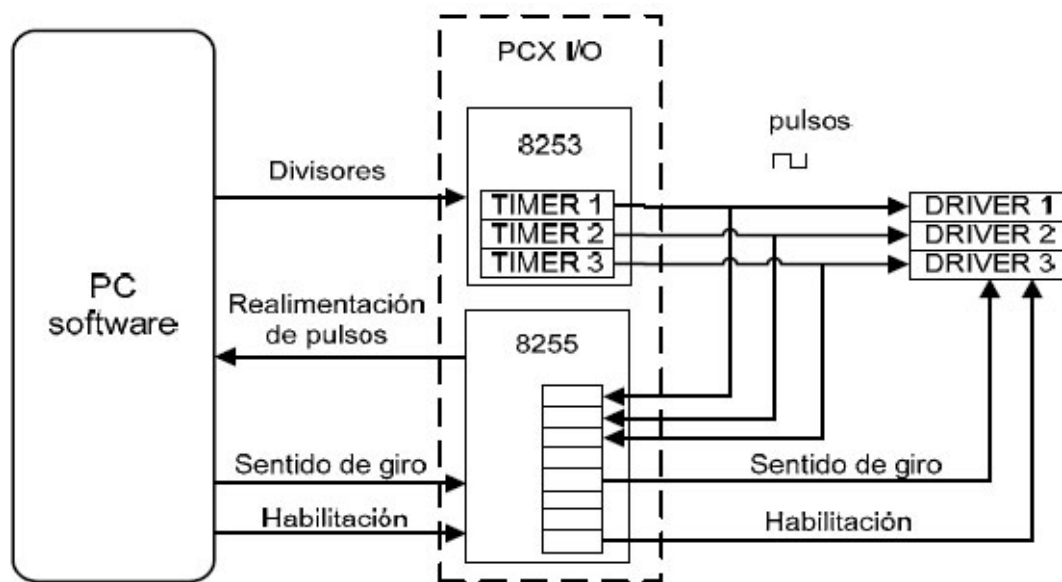 PCX I/O
8253
pulsos
Divisores
TIMER 1
TIMER 2
TIMER 3
DRIVER 1
DRIVER 2
DRIVER 3
PC
software
Realimentación
de pulsos
8255
Sentido de giro
Sentido de giro
Habilitación
Habilitación